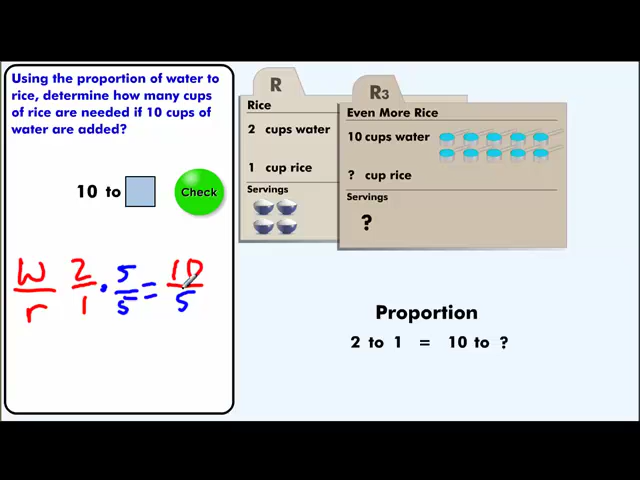 Using the proportion of water to
rice, determine how many cups
of rice are needed if 10 cups of
water are added?
10 to
Check
W/r 2/1 · 5/5 = 10/5
R
Rice
2 cups water
1 cup rice
Servings
R3
Even More Rice
10 cups water
? cup rice
Servings
?
Proportion
2 to 1 = 10 to ?